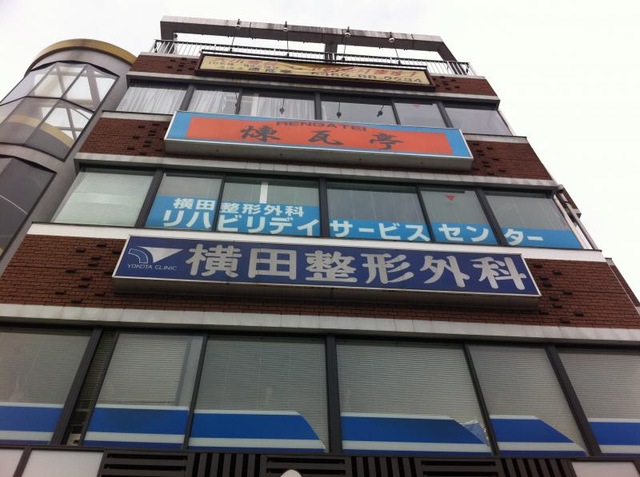 RENGATEI
煉瓦亭
横田整形外科
リハビリデイサービスセンター
YOKOTA CLINIC
横田整形外科